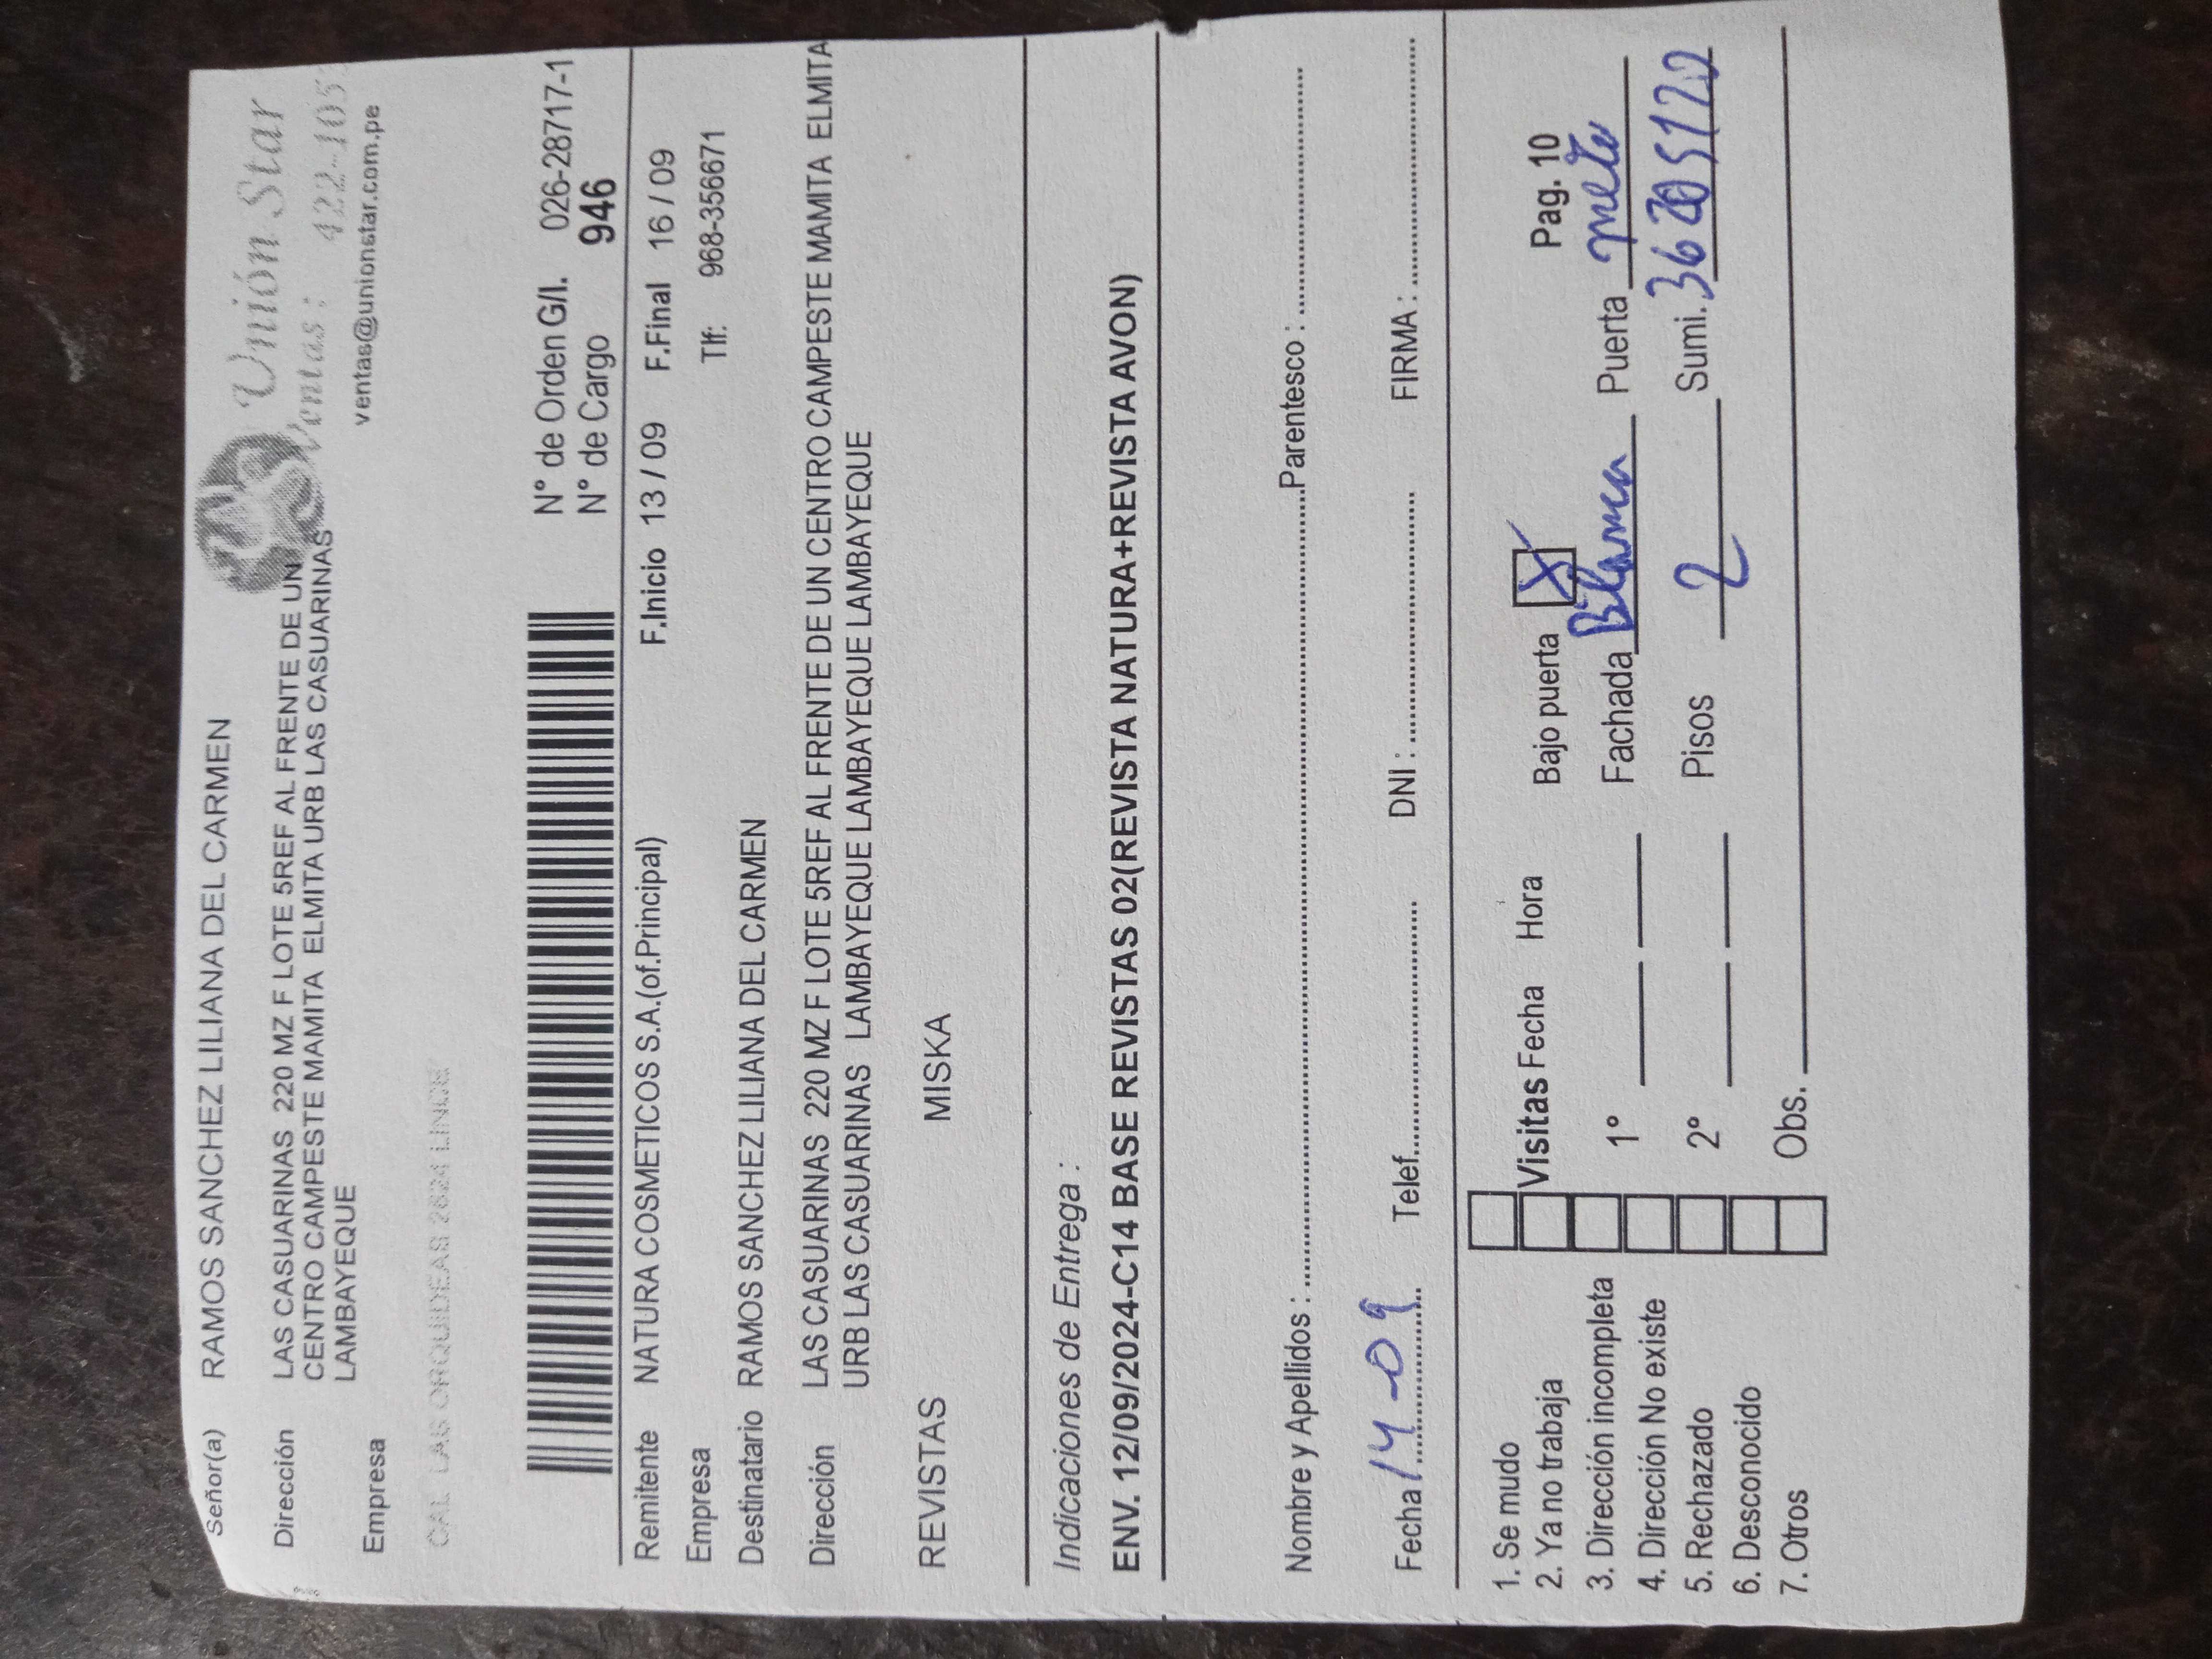 Señor(a) RAMOS SANCHEZ LILIANA DEL CARMEN
Unión Star
Ventas: 422-105
ventas@unionstar.com.pe
Dirección LAS CASUARINAS 220 MZ F LOTE 5REF AL FRENTE DE UN
CENTRO CAMPESTE MAMITA ELMITA URB LAS CASUARINAS
LAMBAYEQUE
Empresa
CAL LAS ORQUIDEAS 2624 LINCE
N° de Orden G/I. 026-28717-1
N° de Cargo 946
Remitente NATURA COSMETICOS S.A.(of.Principal) F.Inicio 13 / 09 F.Final 16 / 09
Empresa Tlf: 968-356671
Destinatario RAMOS SANCHEZ LILIANA DEL CARMEN
Dirección LAS CASUARINAS 220 MZ F LOTE 5REF AL FRENTE DE UN CENTRO CAMPESTE MAMITA ELMITA
URB LAS CASUARINAS LAMBAYEQUE LAMBAYEQUE LAMBAYEQUE
REVISTAS MISKA
Indicaciones de Entrega :
ENV. 12/09/2024-C14 BASE REVISTAS 02(REVISTA NATURA+REVISTA AVON)
Nombre y Apellidos : Parentesco :
Fecha 14-09 Telef. DNI : FIRMA :
1. Se mudo
2. Ya no trabaja Visitas Fecha Hora Bajo puerta X Pag. 10
3. Dirección incompleta 1° Fachada Blanca Puerta
4. Dirección No existe
5. Rechazado 2° Pisos 2 Sumi.
6. Desconocido
7. Otros Obs.